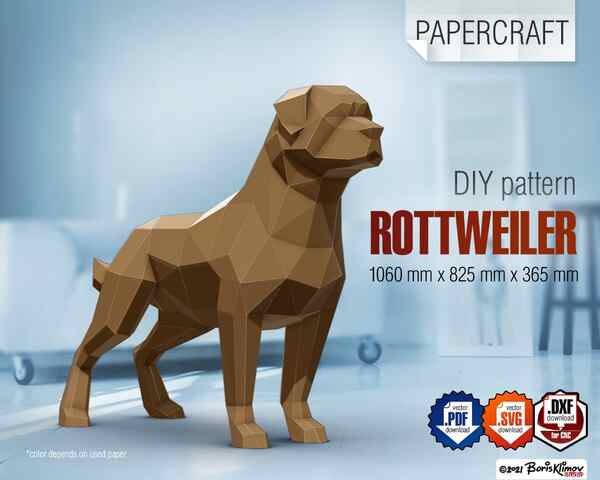 PAPERCRAFT
DIY pattern
ROTTWEILER
1060 mm x 825 mm x 365 mm
vector
.PDF
download
vector
.SVG
download
.DXF
download
for CNC
*color depends on used paper
©2021 BorisKlimov